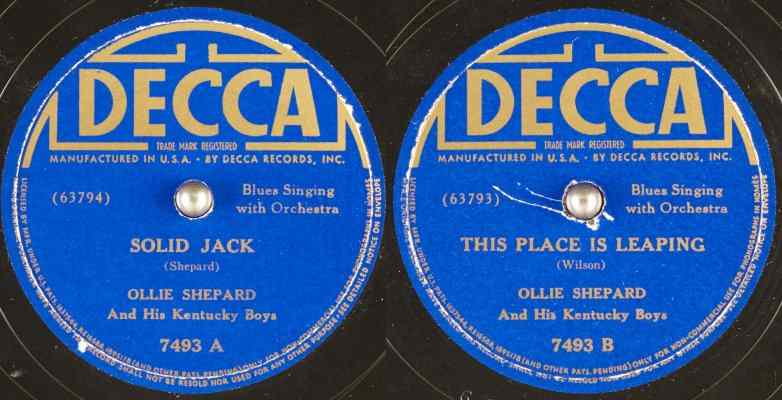 DECCA
TRADE MARK REGISTERED
MANUFACTURED IN U.S.A. • BY DECCA RECORDS, INC.
(63794)
Blues Singing
with Orchestra
SOLID JACK
(Shepard)
OLLIE SHEPARD
And His Kentucky Boys
7493 A
DECCA
TRADE MARK REGISTERED
MANUFACTURED IN U.S.A. • BY DECCA RECORDS, INC.
(63793)
Blues Singing
with Orchestra
THIS PLACE IS LEAPING
(Wilson)
OLLIE SHEPARD
And His Kentucky Boys
7493 B